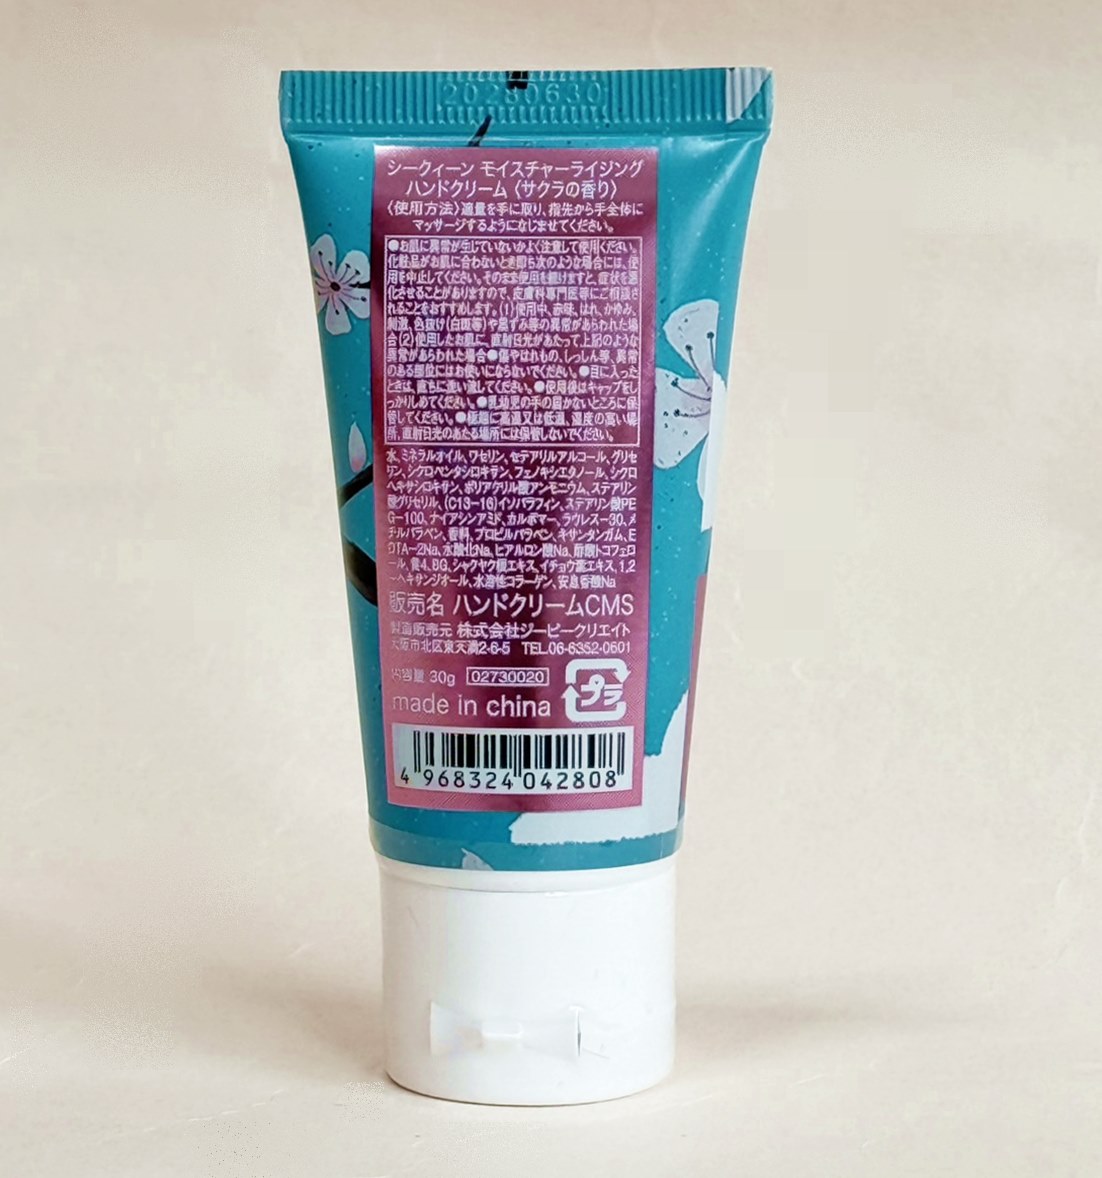 20280630
シークィーン モイスチャーライジング
ハンドクリーム〈サクラの香り〉
〈使用方法〉適量を手に取り、指先から手全体に
マッサージするようになじませてください。
●お肌に異常が生じていないかよく注意して使用ください。
化粧品がお肌に合わないとき即ち次のような場合には、使
用を中止してください。そのまま使用を続けますと、症状を悪
化させることがありますので、皮膚科専門医等にご相談さ
れることをおすすめします。(1)使用中、赤味、はれ、かゆみ、
刺激、色抜け(白斑等)や黒ずみ等の異常があらわれた場
合(2)使用したお肌に、直射日光があたって上記のような
異常があらわれた場合●傷やはれもの、しっしん等、異常
のある部位にはお使いにならないでください。●目に入った
ときは、直ちに洗い流してください。●使用後はキャップをし
っかりしめてください。●乳幼児の手の届かないところに保
管してください。●極端に高温又は低温、湿度の高い場
所、直射日光のあたる場所には保管しないでください。
水、ミネラルオイル、ワセリン、セテアリルアルコール、グリセ
リン、シクロペンタシロキサン、フェノキシエタノール、シクロ
ヘキサシロキサン、ポリアクリル酸アンモニウム、ステアリン
酸グリセリル、(C13-16)イソパラフィン、ステアリン酸PE
G-100、ナイアシンアミド、カルボマー、ラウレス-30、メ
チルパラベン、香料、プロピルパラベン、キサンタンガム、E
DTA-2Na、水酸化Na、ヒアルロン酸Na、酢酸トコフェロ
ール、黄4、BG、シャクヤク根エキス、イチョウ葉エキス、1,2
-ヘキサンジオール、水溶性コラーゲン、安息香酸Na
販売名 ハンドクリームCMS
製造販売元 株式会社ジーピークリエイト
大阪市北区東天満2-6-5 TEL.06-6352-0601
内容量 30g 02730020
プラ
made in china
4 968324 042808